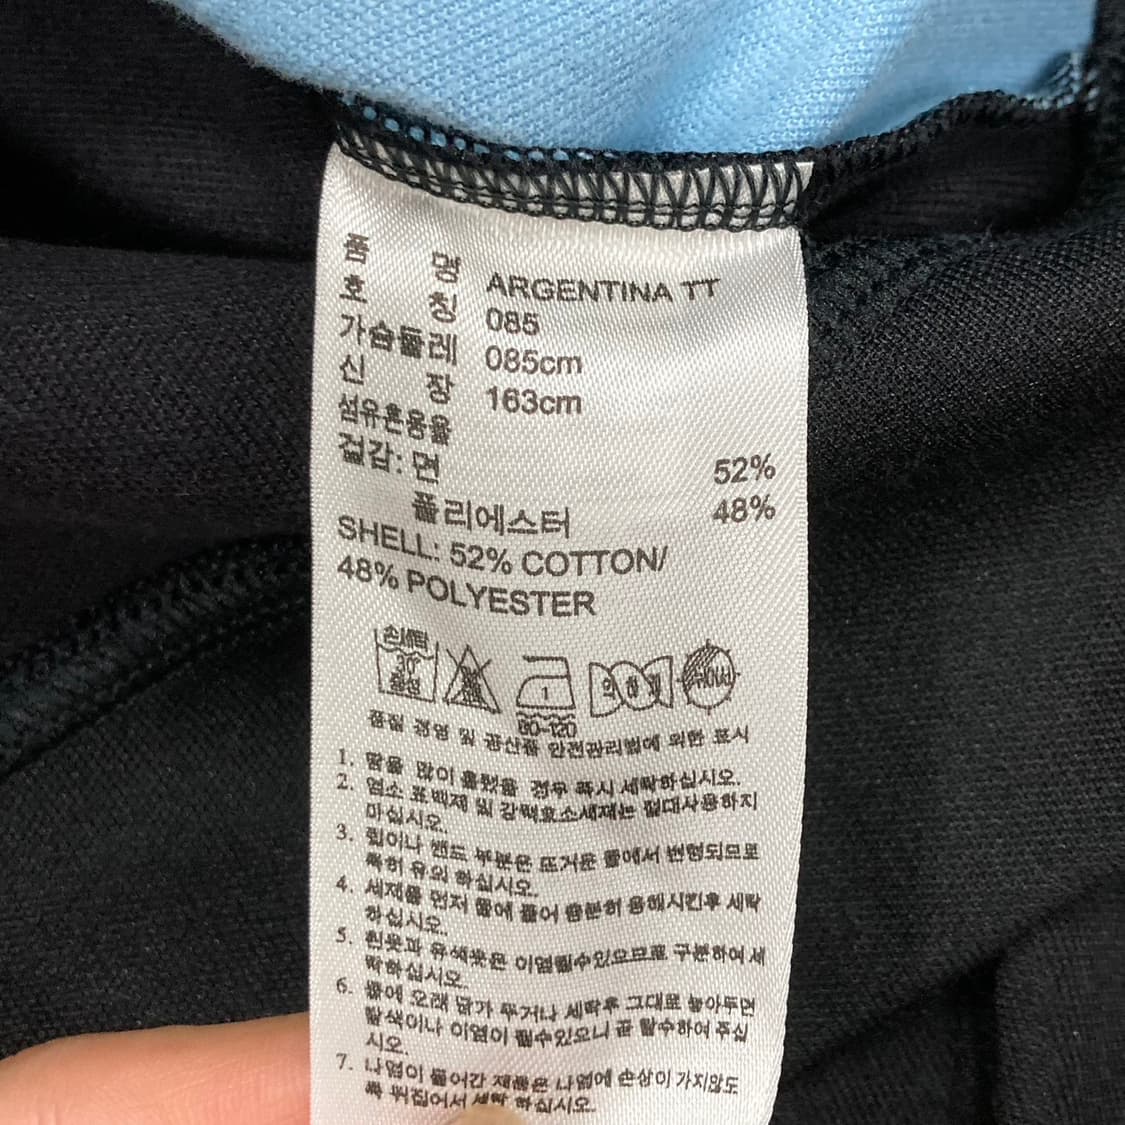 품 명 ARGENTINA TT
호 칭 085
가슴둘레 085cm
신 장 163cm
섬유혼용율
겉감: 면 52%
폴리에스터 48%
SHELL: 52% COTTON/
48% POLYESTER
손세탁
30°
중성
1
80~120
품질 경영 및 공산품 안전관리법에 의한 표시
1. 땀을 많이 흘렸을 경우 즉시 세탁하십시오.
2. 염소 표백제 및 강력효소세재는 절대사용하지
마십시오.
3. 립이나 밴드 부분은 뜨거운 물에서 변형되므로
특히 유의 하십시오.
4. 세제를 먼저 물에 풀어 충분히 용해시킨후 세탁
하십시오.
5. 흰옷과 유색옷은 이염될수있으므로 구분하여 세
탁하십시오.
6. 물에 오래 담가 두거나 세탁후 그대로 놓아두면
탈색이나 이염이 될수있으니 곧 탈수하여 주십
시오.
7. 나염이 들어간 제품은 나염에 손상이 가지않도
록 뒤집어서 세탁 하십시오.